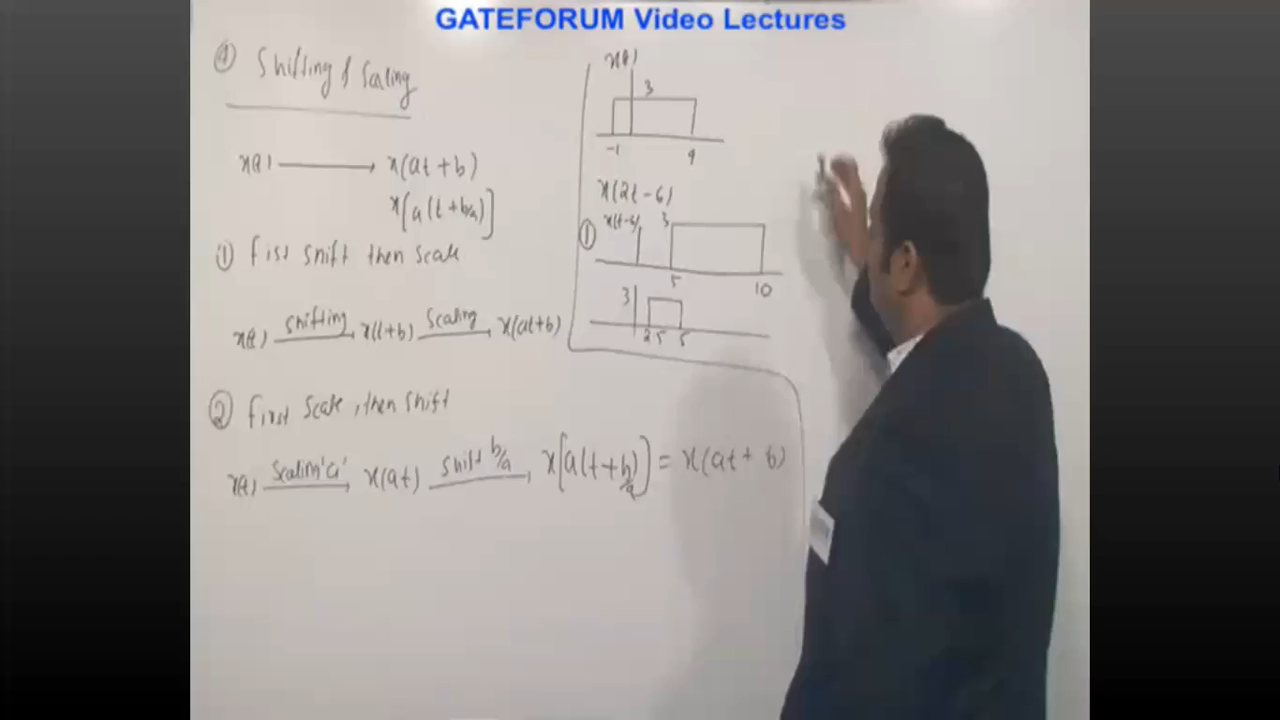 GATEFORUM Video Lectures
④ Shifting & Scaling
x(t) → x(at + b)
x[a(t + b/a)]
① first shift then scale
x(t) shifting x(t+b) scaling x(at+b)
② first scale, then shift
x(t) Scalin 'a' x(at) shift b/a x[a(t + b/a)] = x(at + b)
x(t)
3
-1 4
x(2t - 6)
① x(t-6) 3
5 10
3
2.5 5